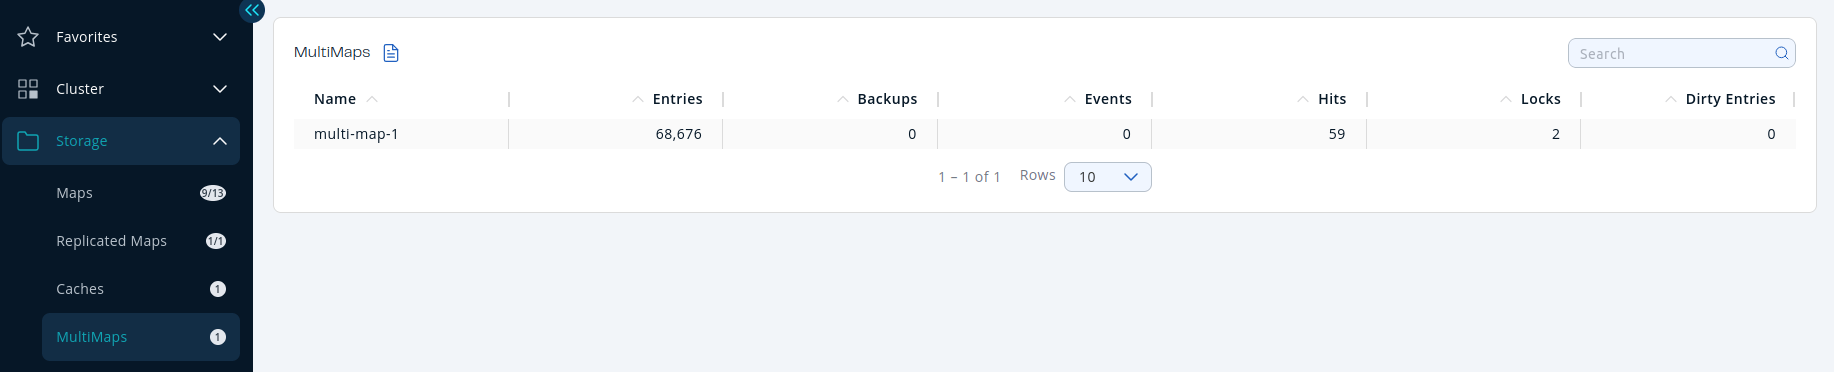 Favorites
Cluster
Storage
Maps 9/13
Replicated Maps 1/1
Caches 1
MultiMaps 1
MultiMaps
Search
Name Entries Backups Events Hits Locks Dirty Entries
multi-map-1 68,676 0 0 59 2 0
1 – 1 of 1 Rows 10